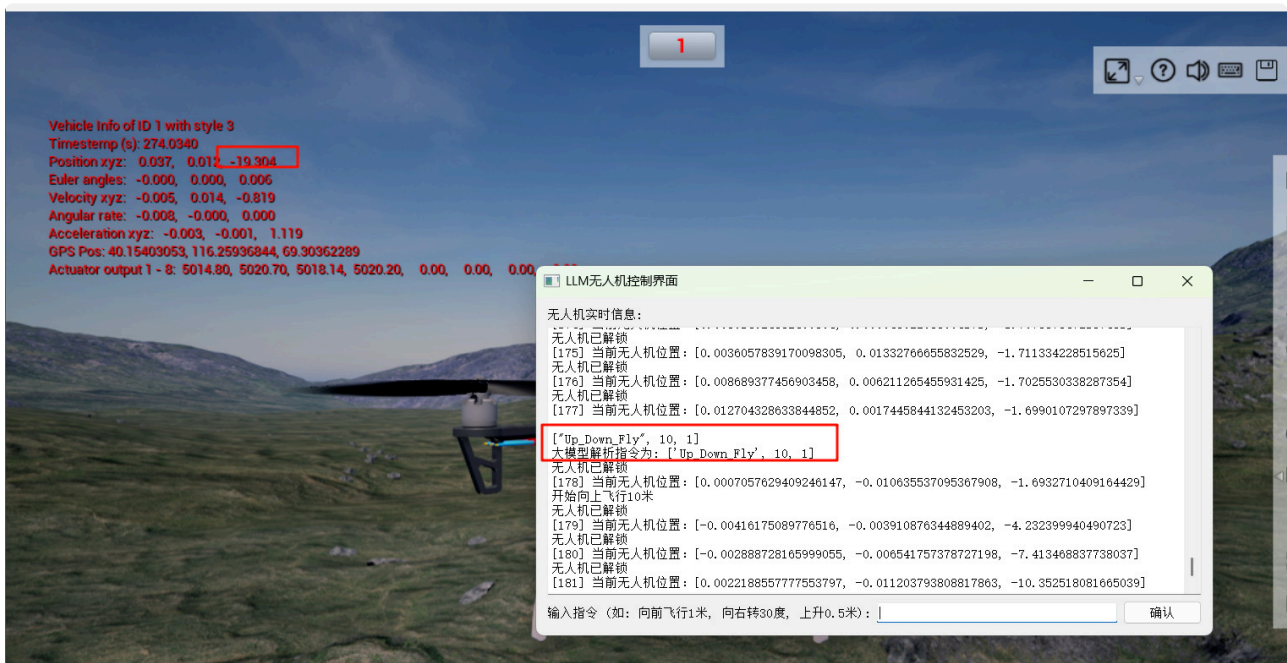 1
Vehicle Info of ID 1 with style 3
Timestemp (s): 274.0340
Position xyz: 0.037, 0.012, -19.304
Euler angles: -0.000, 0.000, 0.006
Velocity xyz: -0.005, 0.014, -0.819
Angular rate: -0.008, -0.000, 0.000
Acceleration xyz: -0.003, -0.001, 1.119
GPS Pos: 40.15403053, 116.25936844, 69.30362289
Actuator output 1 - 8: 5014.80, 5020.70, 5018.14, 5020.20, 0.00, 0.00, 0.00,
LLM无人机控制界面
无人机实时信息:
无人机已解锁
[175] 当前无人机位置: [0.0036057839170098305, 0.01332766655832529, -1.711334228515625]
无人机已解锁
[176] 当前无人机位置: [0.008689377456903458, 0.006211265455931425, -1.7025530338287354]
无人机已解锁
[177] 当前无人机位置: [0.012704328633844852, 0.0017445844132453203, -1.6990107297897339]
["Up_Down_Fly", 10, 1]
大模型解析指令为: ['Up_Down_Fly', 10, 1]
无人机已解锁
[178] 当前无人机位置: [0.0007057629409246147, -0.010635537095367908, -1.6932710409164429]
开始向上飞行10米
无人机已解锁
[179] 当前无人机位置: [-0.00416175089776516, -0.003910876344889402, -4.232399940490723]
无人机已解锁
[180] 当前无人机位置: [-0.002888728165999055, -0.006541757378727198, -7.413468837738037]
无人机已解锁
[181] 当前无人机位置: [0.0022188557777553797, -0.011203793808817863, -10.352518081665039]
输入指令 (如: 向前飞行1米, 向右转30度, 上升0.5米):
确认